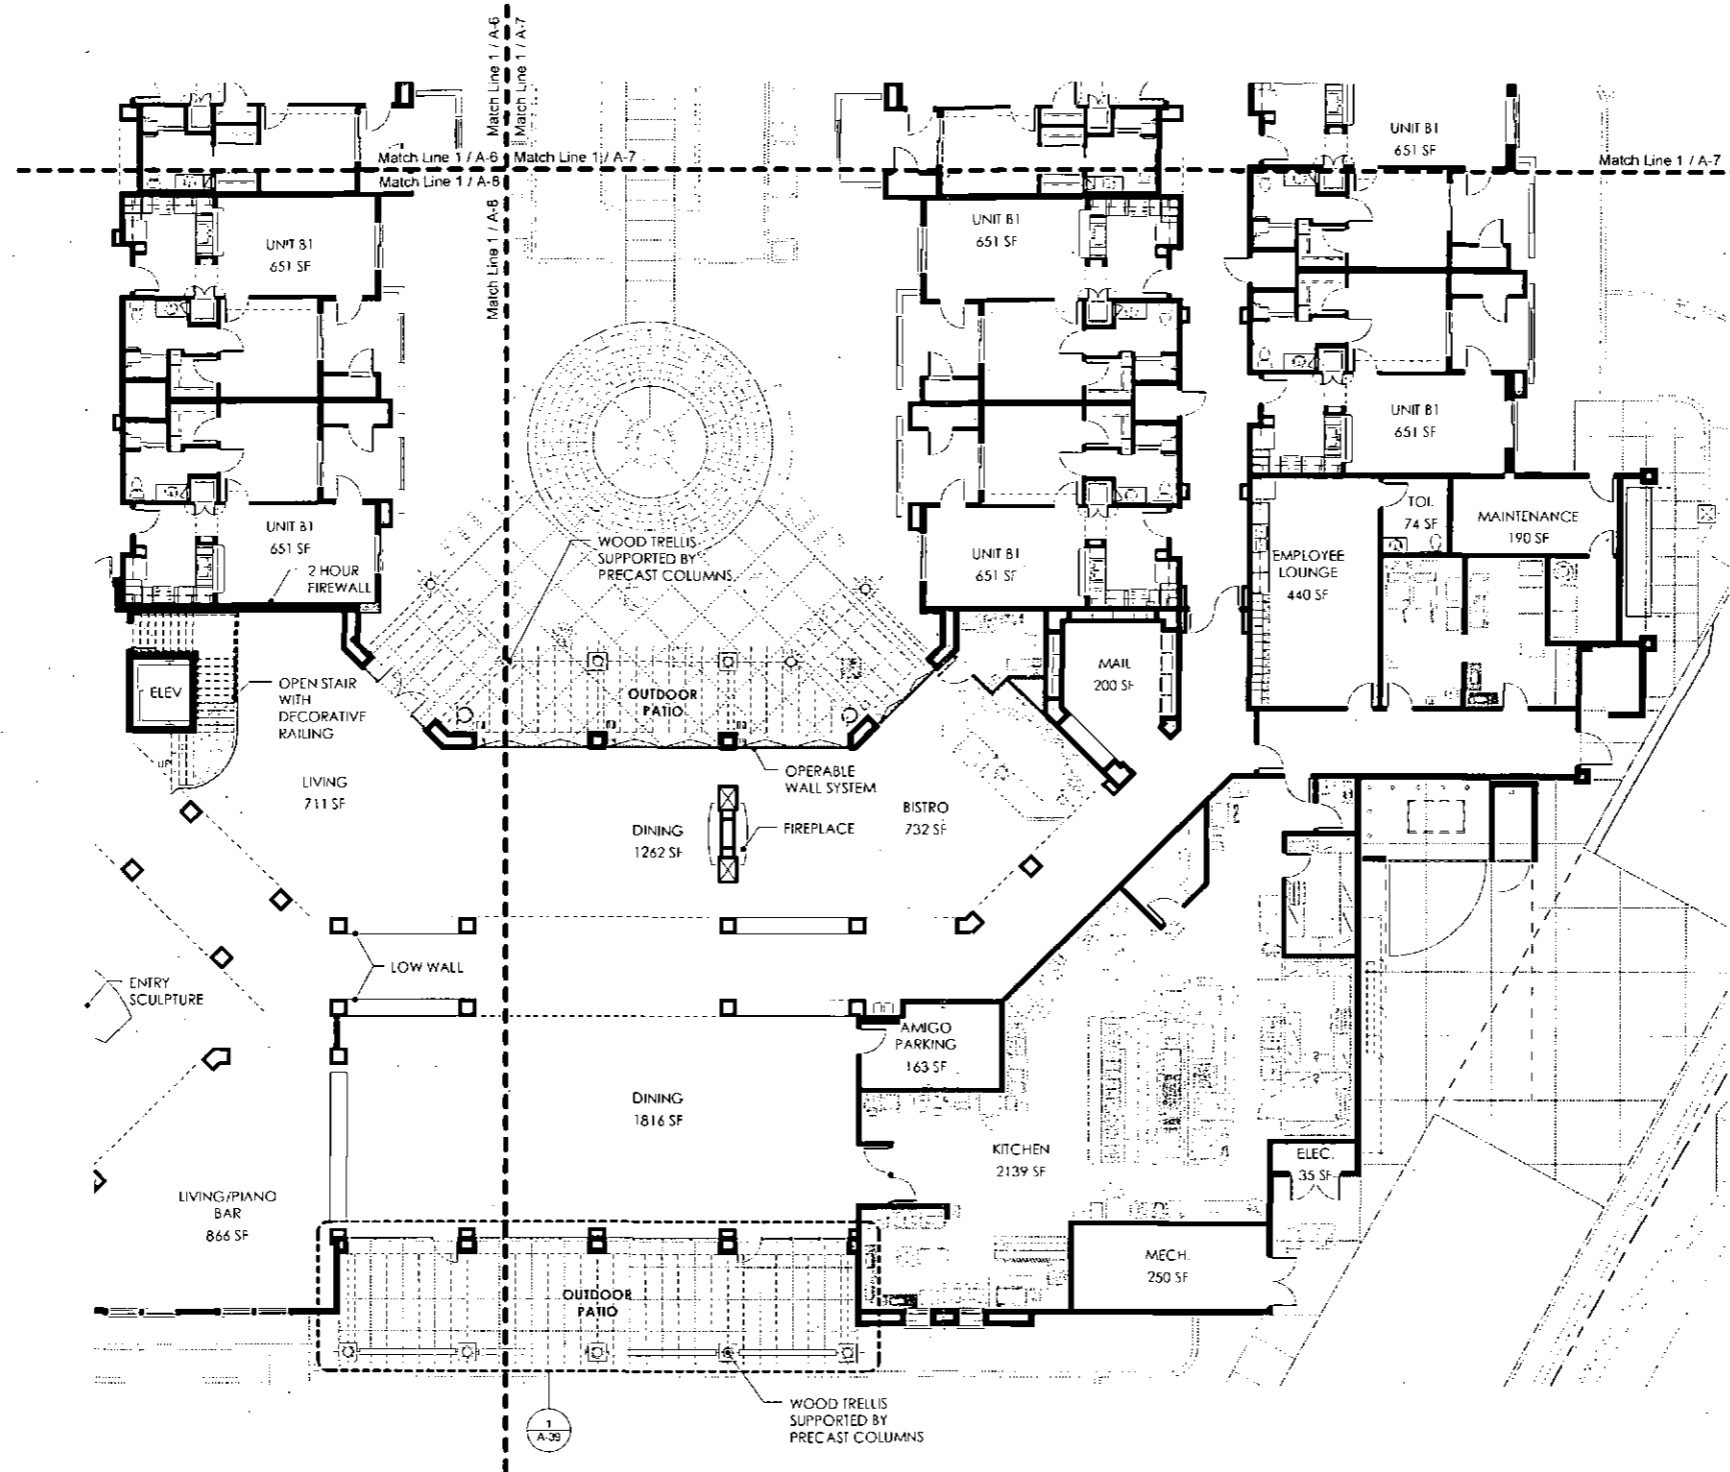 Match Line 1 / A-6
Match Line 1 / A-7
UNIT B1
651 SF
Match Line 1 / A-6
Match Line 1 / A-7
Match Line 1 / A-7
Match Line 1 / A-8
Match Line 1 / A-8
UNIT B1
651 SF
UNIT B1
651 SF
UNIT B1
651 SF
UNIT B1
651 SF
2 HOUR
FIREWALL
WOOD TRELLIS
SUPPORTED BY
PRECAST COLUMNS
UNIT B1
651 SF
EMPLOYEE
LOUNGE
440 SF
TOI.
74 SF
MAINTENANCE
190 SF
ELEV
OPEN STAIR
WITH
DECORATIVE
RAILING
UP
OUTDOOR
PATIO
MAIL
200 SF
LIVING
711 SF
OPERABLE
WALL SYSTEM
DINING
1262 SF
FIREPLACE
BISTRO
732 SF
LOW WALL
ENTRY
SCULPTURE
AMIGO
PARKING
163 SF
DINING
1816 SF
KITCHEN
2139 SF
ELEC.
35 SF
LIVING/PIANO
BAR
866 SF
MECH.
250 SF
OUTDOOR
PATIO
WOOD TRELLIS
SUPPORTED BY
PRECAST COLUMNS
1
A-39